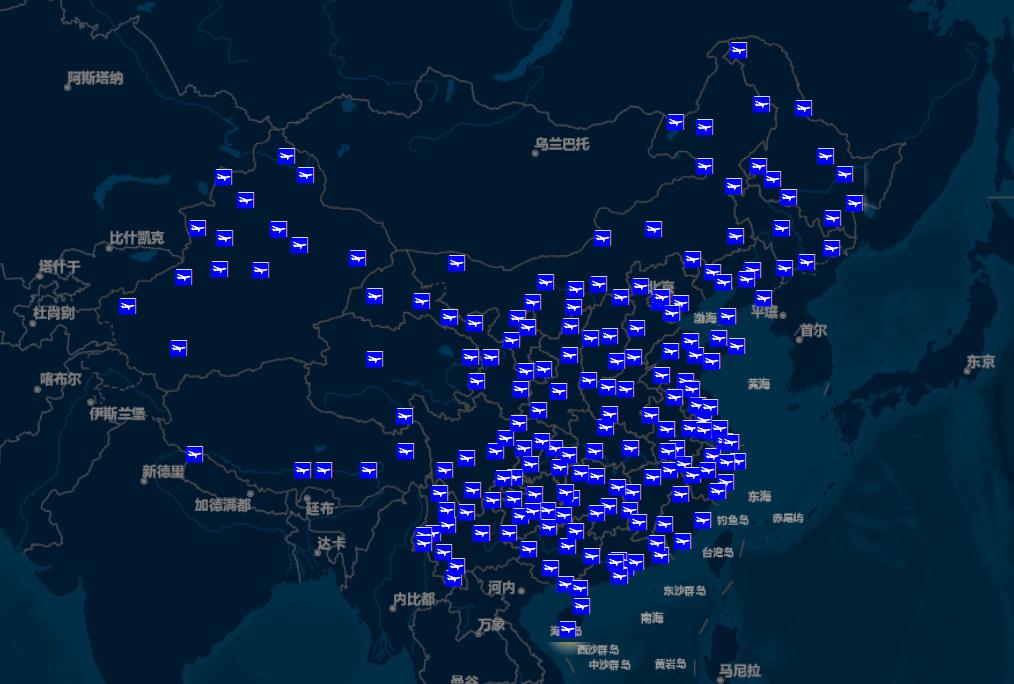 阿斯塔纳
乌兰巴托
比什凯克
塔什干
北京
杜尚别
渤海
平壤
首尔
东京
喀布尔
黄海
伊斯兰堡
新德里
加德满都
廷布
东海
钓鱼岛
赤尾屿
达卡
台湾岛
河内
东沙群岛
内比都
南海
万象
西沙群岛
中沙群岛
黄岩岛
马尼拉
曼谷